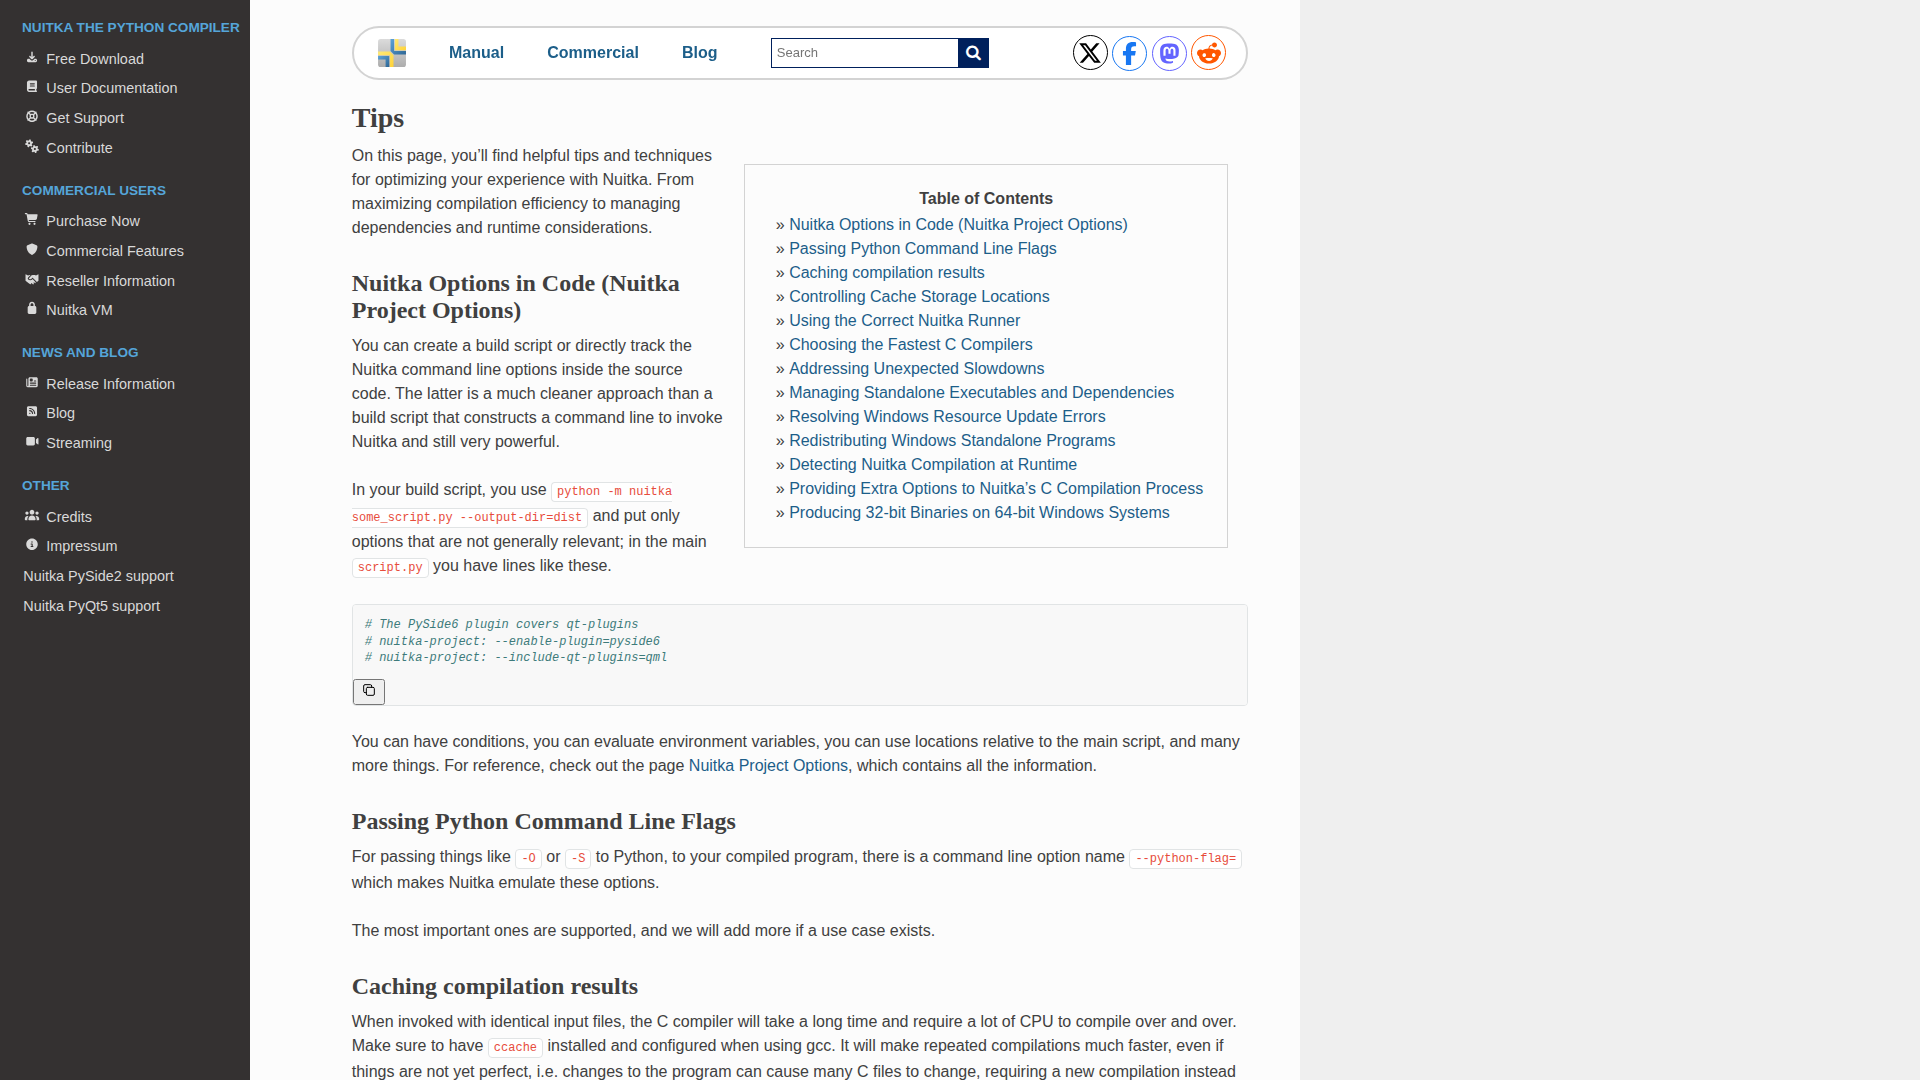 NUITKA THE PYTHON COMPILER
Free Download
User Documentation
Get Support
Contribute
COMMERCIAL USERS
Purchase Now
Commercial Features
Reseller Information
Nuitka VM
NEWS AND BLOG
Release Information
Blog
Streaming
OTHER
Credits
Impressum
Nuitka PySide2 support
Nuitka PyQt5 support
Manual Commercial Blog Search
Tips
On this page, you’ll find helpful tips and techniques
for optimizing your experience with Nuitka. From
maximizing compilation efficiency to managing
dependencies and runtime considerations.
Table of Contents
» Nuitka Options in Code (Nuitka Project Options)
» Passing Python Command Line Flags
» Caching compilation results
» Controlling Cache Storage Locations
» Using the Correct Nuitka Runner
» Choosing the Fastest C Compilers
» Addressing Unexpected Slowdowns
» Managing Standalone Executables and Dependencies
» Resolving Windows Resource Update Errors
» Redistributing Windows Standalone Programs
» Detecting Nuitka Compilation at Runtime
» Providing Extra Options to Nuitka’s C Compilation Process
» Producing 32-bit Binaries on 64-bit Windows Systems
Nuitka Options in Code (Nuitka
Project Options)
You can create a build script or directly track the
Nuitka command line options inside the source
code. The latter is a much cleaner approach than a
build script that constructs a command line to invoke
Nuitka and still very powerful.
In your build script, you use python -m nuitka
some_script.py --output-dir=dist and put only
options that are not generally relevant; in the main
script.py you have lines like these.
# The PySide6 plugin covers qt-plugins
# nuitka-project: --enable-plugin=pyside6
# nuitka-project: --include-qt-plugins=qml
You can have conditions, you can evaluate environment variables, you can use locations relative to the main script, and many
more things. For reference, check out the page Nuitka Project Options, which contains all the information.
Passing Python Command Line Flags
For passing things like -O or -S to Python, to your compiled program, there is a command line option name --python-flag=
which makes Nuitka emulate these options.
The most important ones are supported, and we will add more if a use case exists.
Caching compilation results
When invoked with identical input files, the C compiler will take a long time and require a lot of CPU to compile over and over.
Make sure to have ccache installed and configured when using gcc. It will make repeated compilations much faster, even if
things are not yet perfect, i.e. changes to the program can cause many C files to change, requiring a new compilation instead